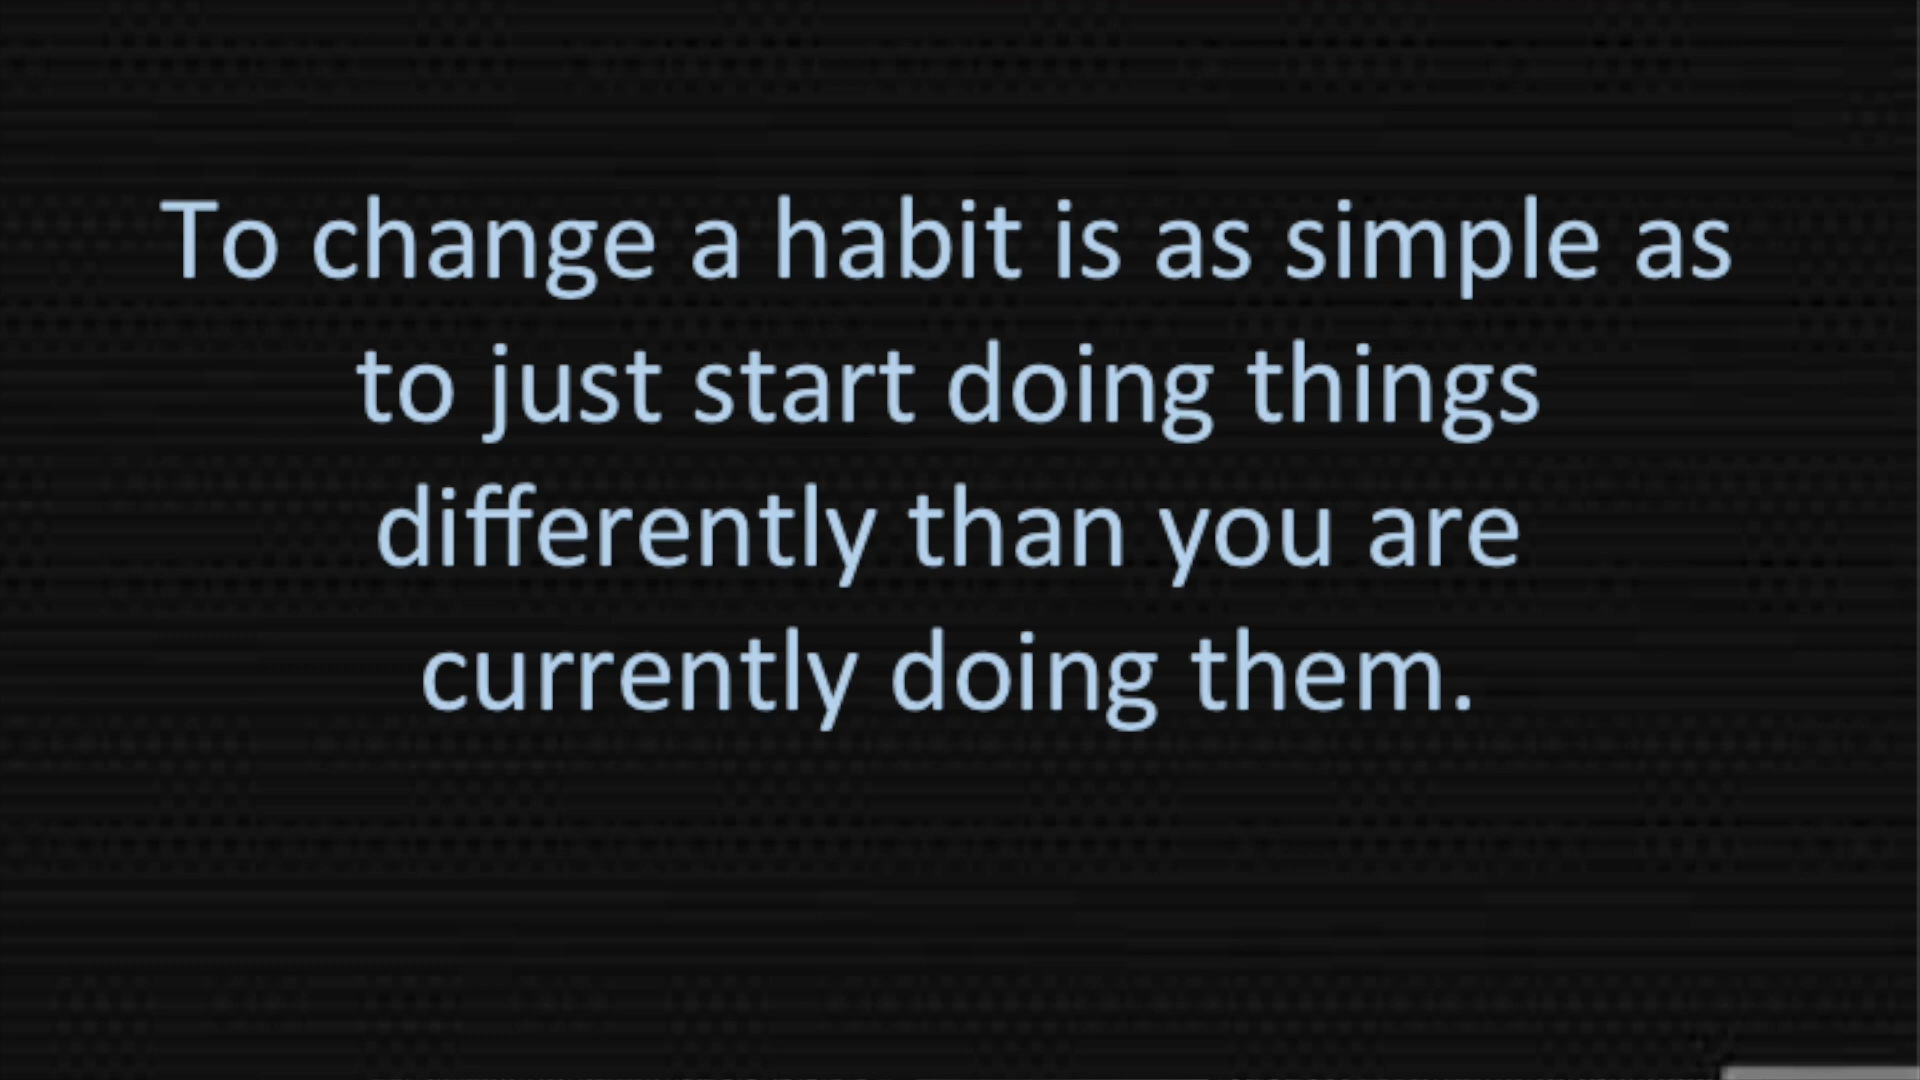 To change a habit is as simple as
to just start doing things
differently than you are
currently doing them.